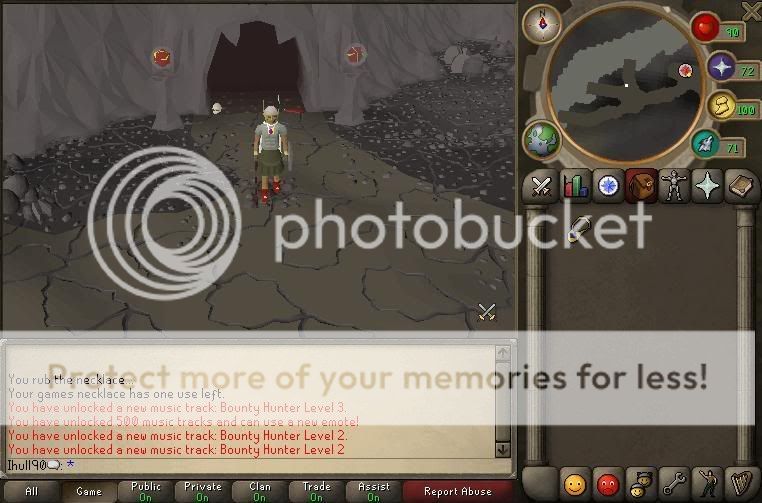 N
90
72
100
71
photobucket
Protect more of your memories for less!
You rub the necklace...
Your games necklace has one use left.
You have unlocked a new music track: Bounty Hunter Level 3.
You have unlocked 500 music tracks and can use a new emote!
You have unlocked a new music track: Bounty Hunter Level 2.
You have unlocked a new music track: Bounty Hunter Level 2
Ihull90: *
All
Game
Public
On
Private
On
Clan
On
Trade
On
Assist
On
Report Abuse